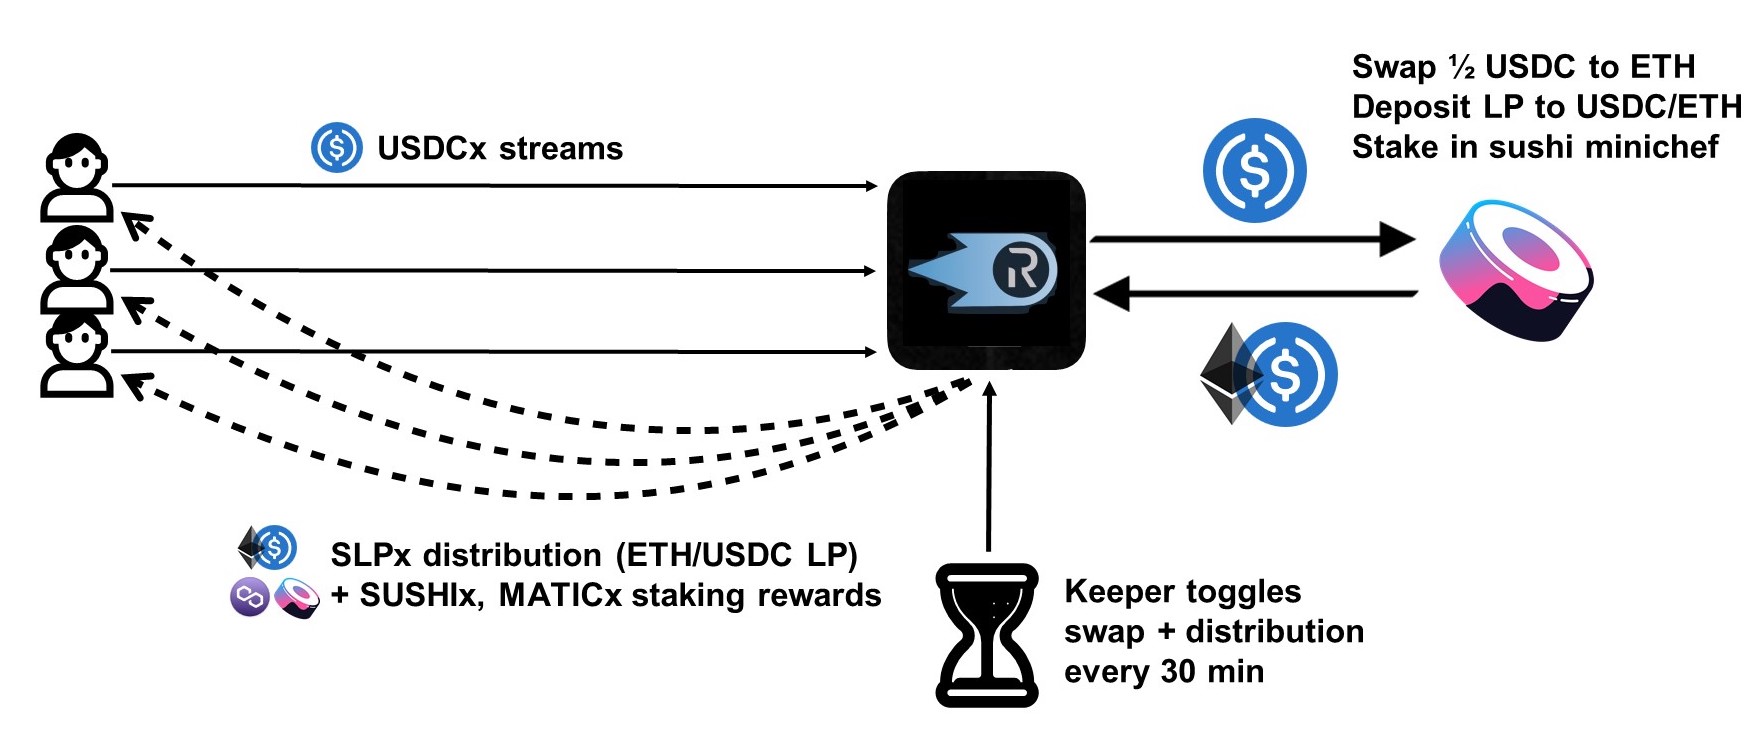 Swap ½ USDC to ETH
Deposit LP to USDC/ETH
Stake in sushi minichef
USDCx streams
R
SLPx distribution (ETH/USDC LP)
+ SUSHIx, MATICx staking rewards
Keeper toggles
swap + distribution
every 30 min